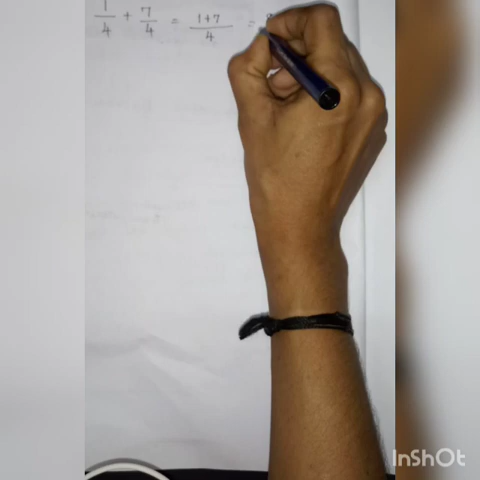 1/4 + 7/4 = 1+7/4 =
InShOt